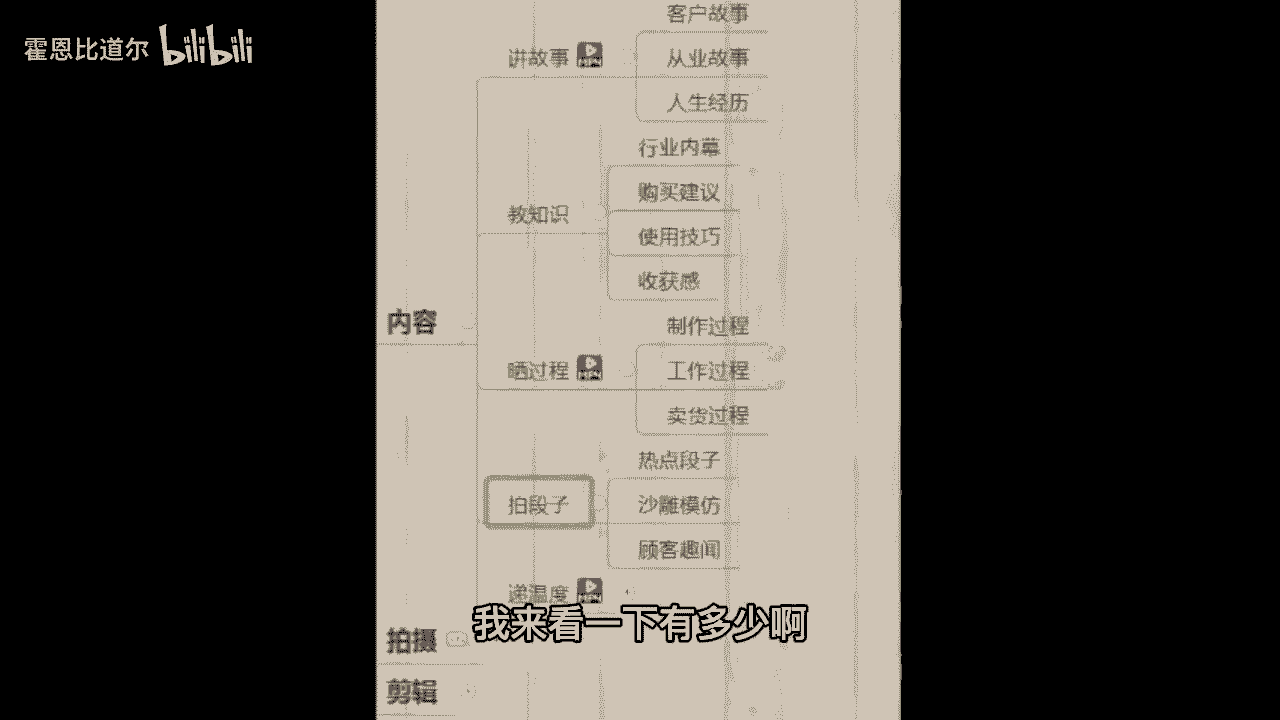 霍恩比道尔 bilibili
客户故事
讲故事
从业故事
人生经历
行业内幕
购买建议
教知识
使用技巧
收获感
内容
制作过程
晒过程
工作过程
卖货过程
热点段子
拍段子
沙雕模仿
顾客趣闻
递温度
我来看一下有多少啊
拍摄
剪辑